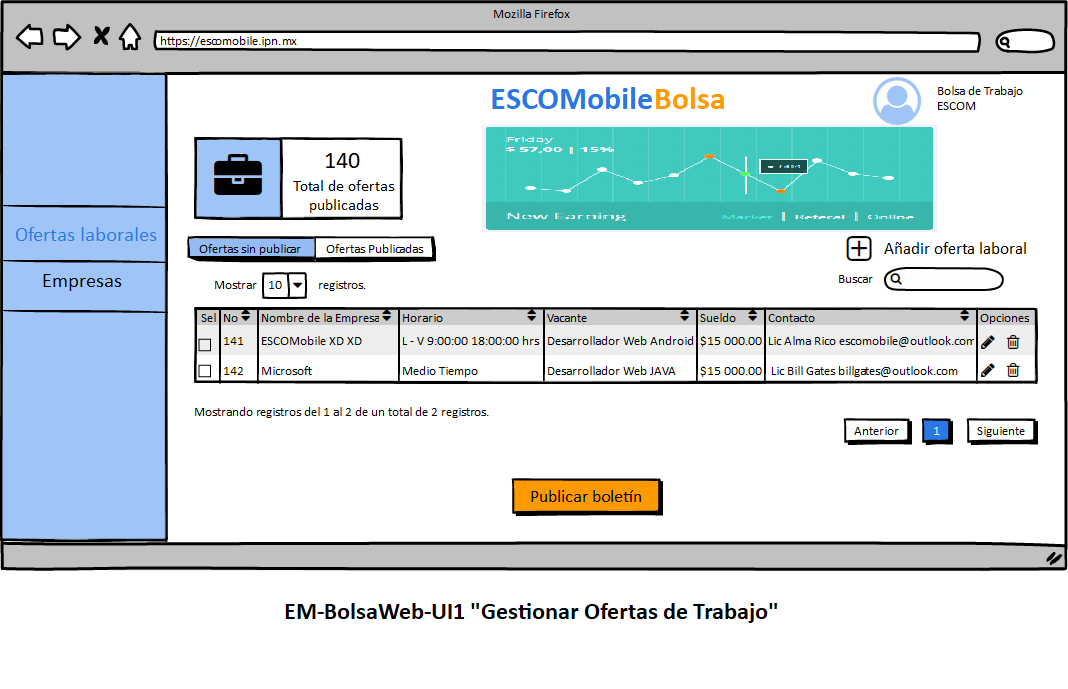 Mozilla Firefox
https://escomobile.ipn.mx
ESCOMobileBolsa
Bolsa de Trabajo
ESCOM
Friday
$ 57,00 | 15%
New Earning
Marker | Referal | Online
140
Total de ofertas
publicadas
Ofertas laborales
Empresas
Ofertas sin publicar Ofertas Publicadas
Añadir oferta laboral
Mostrar 10 registros.
Buscar
Sel No Nombre de la Empresa Horario Vacante Sueldo Contacto Opciones
141 ESCOMobile XD XD L - V 9:00:00 18:00:00 hrs Desarrollador Web Android $15 000.00 Lic Alma Rico escomobile@outlook.com
142 Microsoft Medio Tiempo Desarrollador Web JAVA $15 000.00 Lic Bill Gates billgates@outlook.com
Mostrando registros del 1 al 2 de un total de 2 registros.
Anterior 1 Siguiente
Publicar boletín
EM-BolsaWeb-UI1 "Gestionar Ofertas de Trabajo"